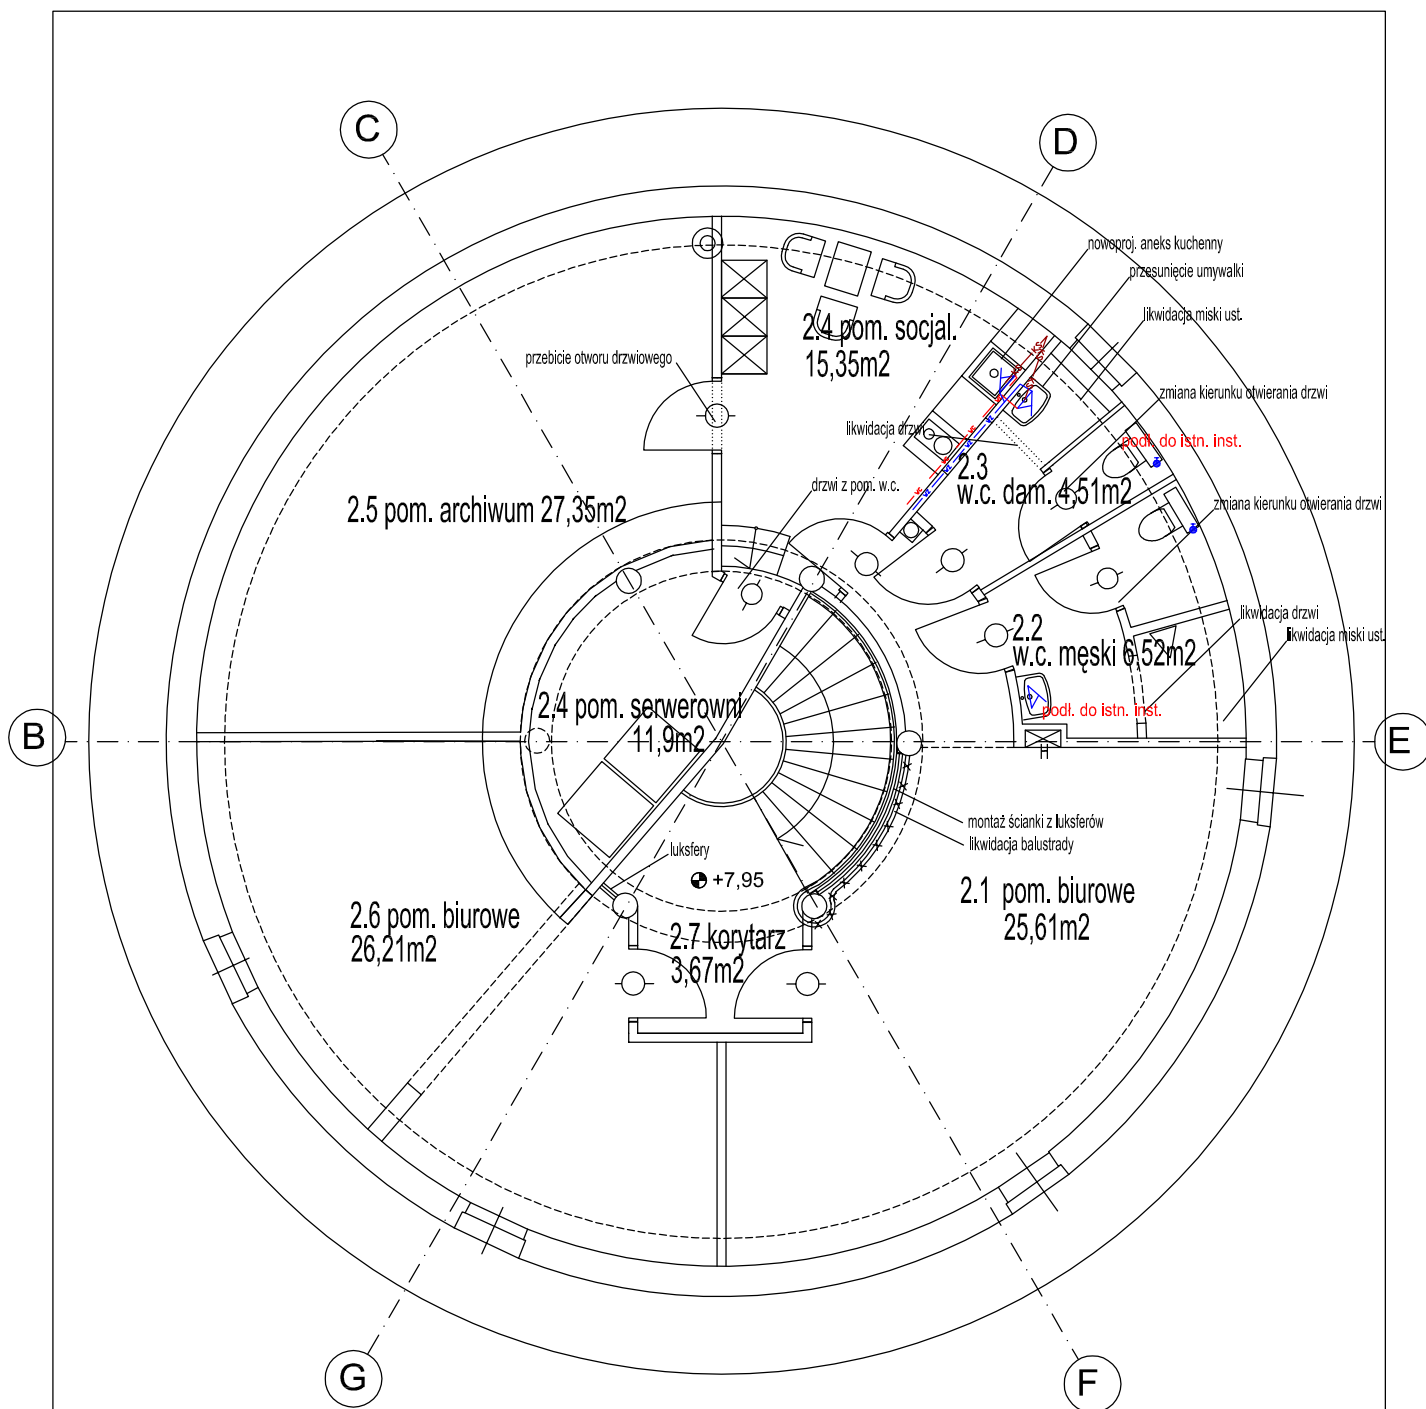 C
D
nowoproj. aneks kuchenny
przesunięcie umywalki
likwidacja miski ust.
2.4 pom. socjal.
15,35m2
przebicie otworu drzwiowego
zmiana kierunku otwierania drzwi
likwidacja drzwi
podł. do istn. inst.
2.3
w.c. dam. 4,51m2
drzwi z pom. w.c.
2.5 pom. archiwum 27,35m2
zmiana kierunku otwierania drzwi
likwidacja drzwi
likwidacja miski ust.
2.2
w.c. męski 6,52m2
podł. do istn. inst.
2.4 pom. serwerowni
11,9m2
B
E
montaż ścianki z luksferów
likwidacja balustrady
luksfery
+7,95
2.1 pom. biurowe
25,61m2
2.6 pom. biurowe
26,21m2
2.7 korytarz
3,67m2
G
F